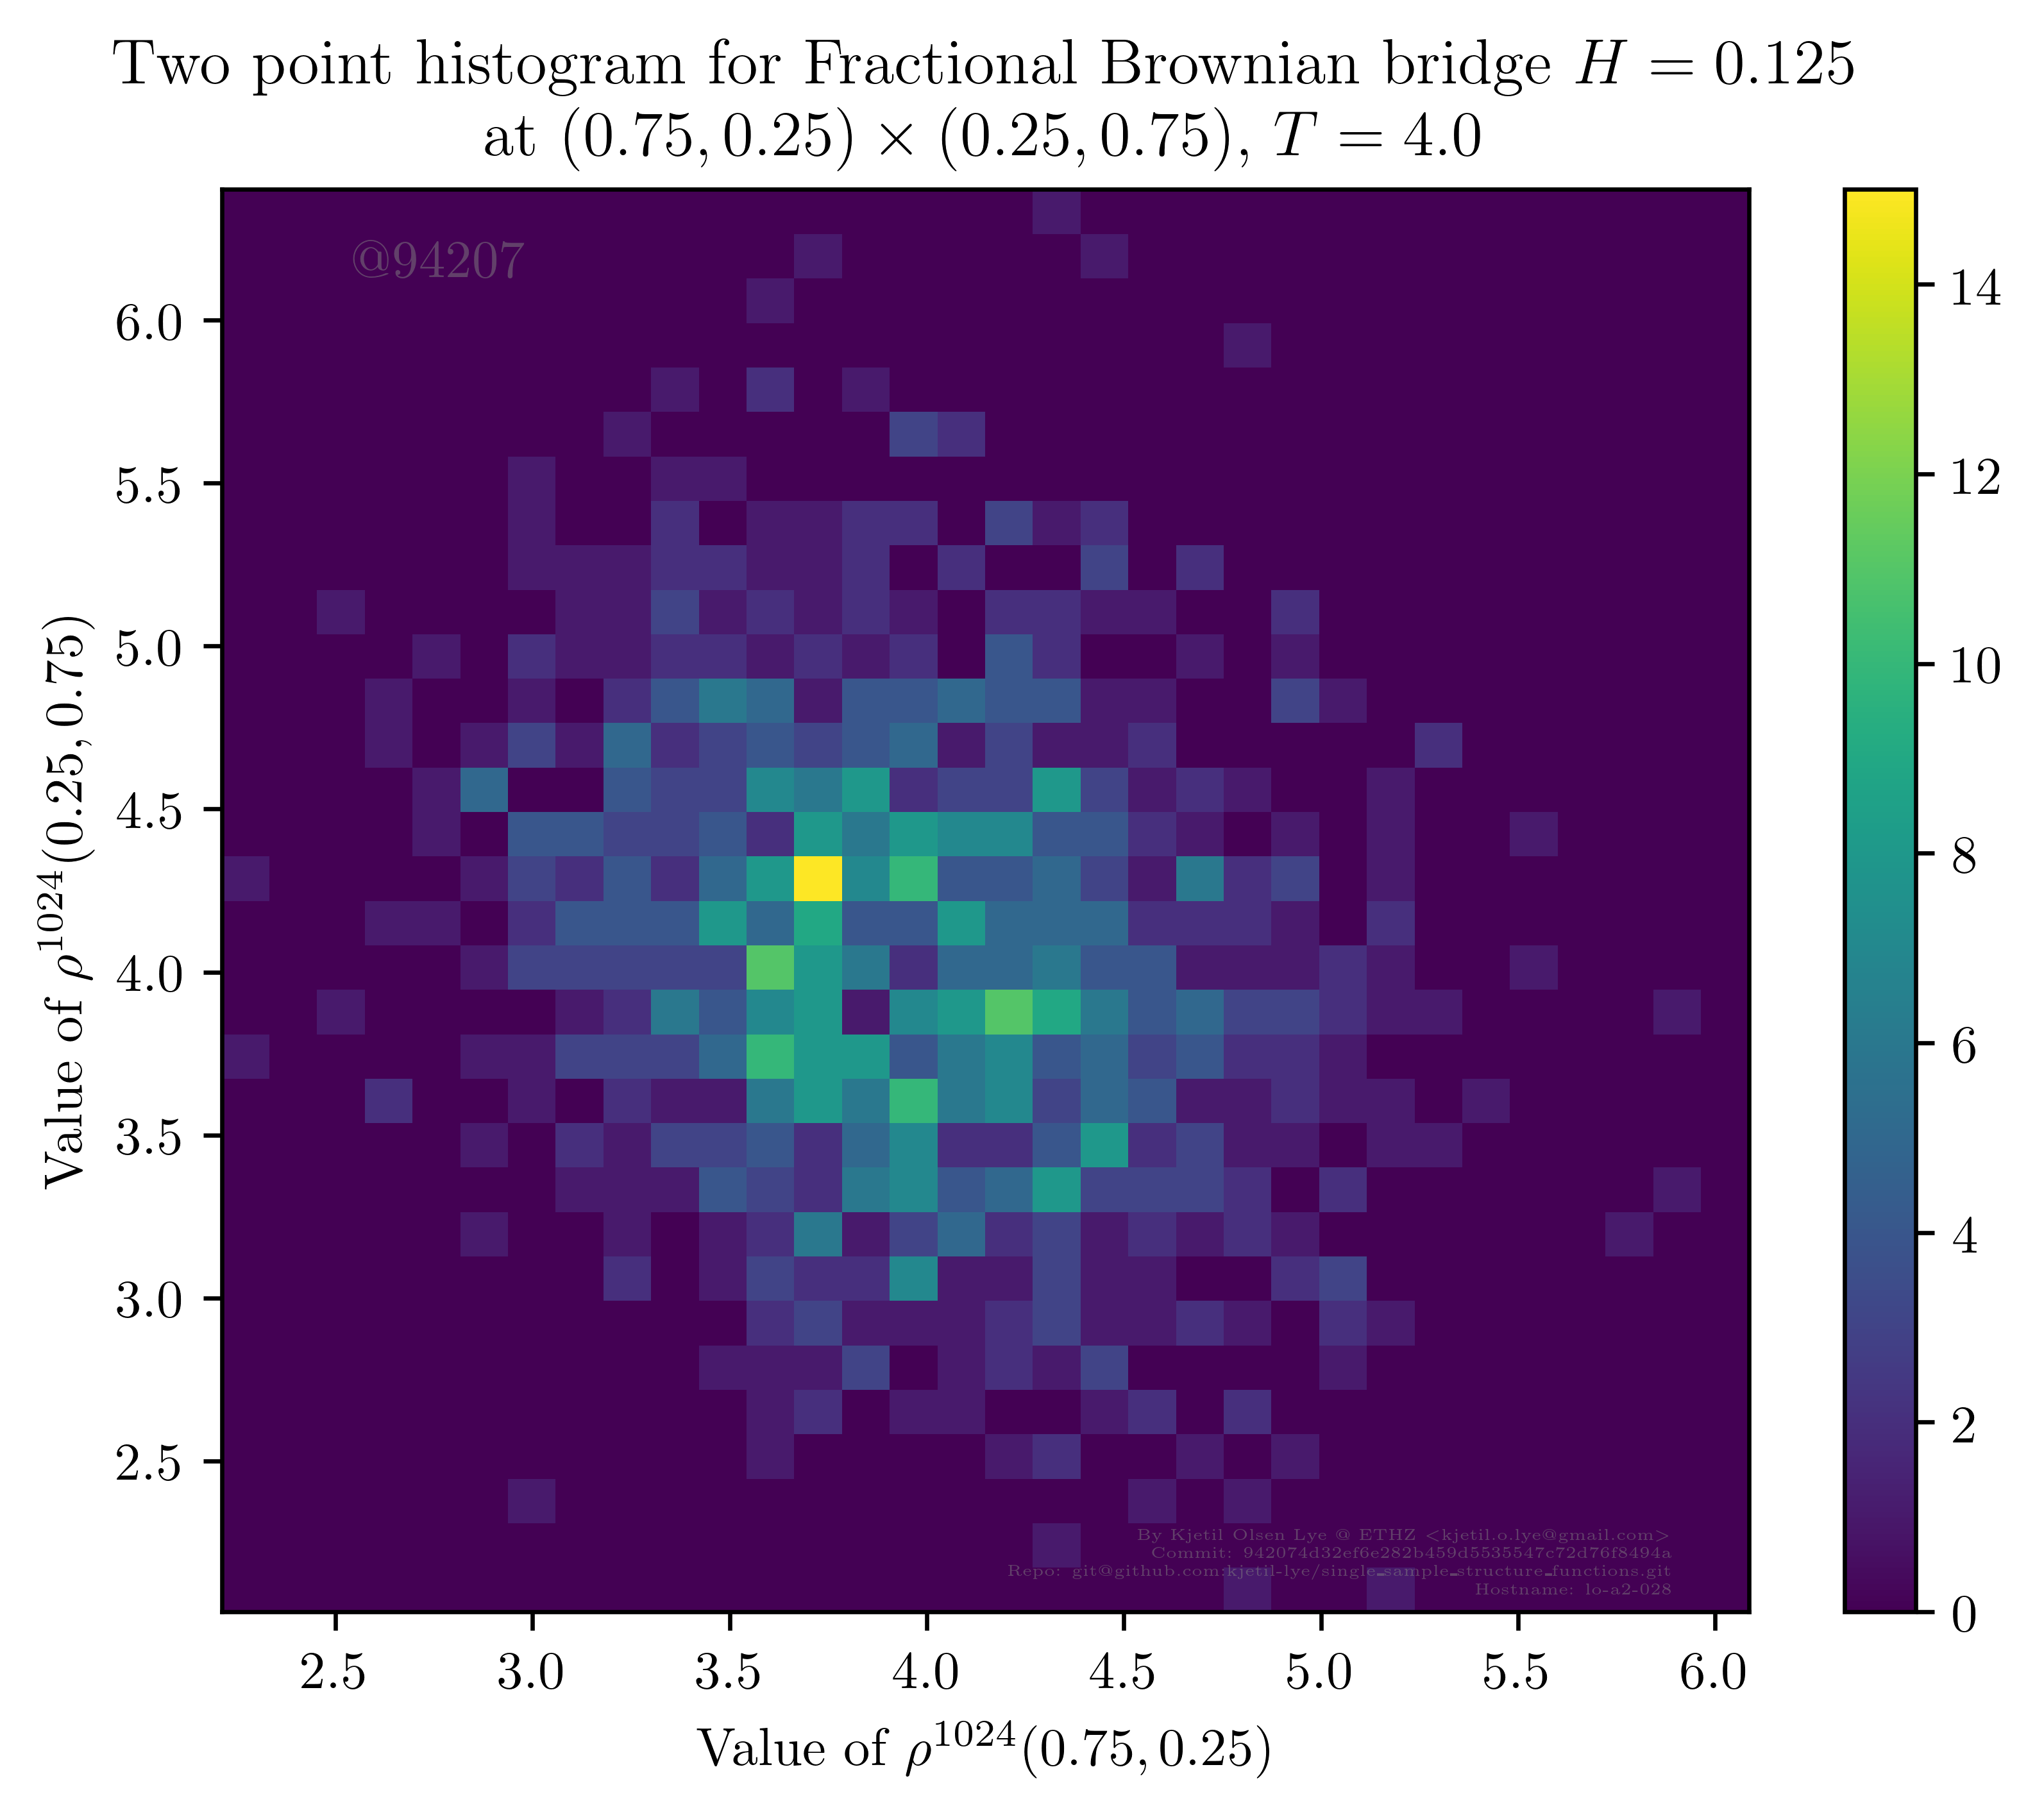 Two point histogram for Fractional Brownian bridge H = 0.125
at (0.75, 0.25) × (0.25, 0.75), T = 4.0
@94207
Value of ρ^1024(0.25, 0.75)
6.0
5.5
5.0
4.5
4.0
3.5
3.0
2.5
14
12
10
8
6
4
2
0
By Kjetil Olsen Lye @ ETHZ <kjetil.o.lye@gmail.com>
Commit: 942074d32ef6e282b459d5535547c72d76f8494a
Repo: git@github.com:kjetil-lye/single_sample_structure_functions.git
Hostname: lo-a2-028
2.5 3.0 3.5 4.0 4.5 5.0 5.5 6.0
Value of ρ^1024(0.75, 0.25)